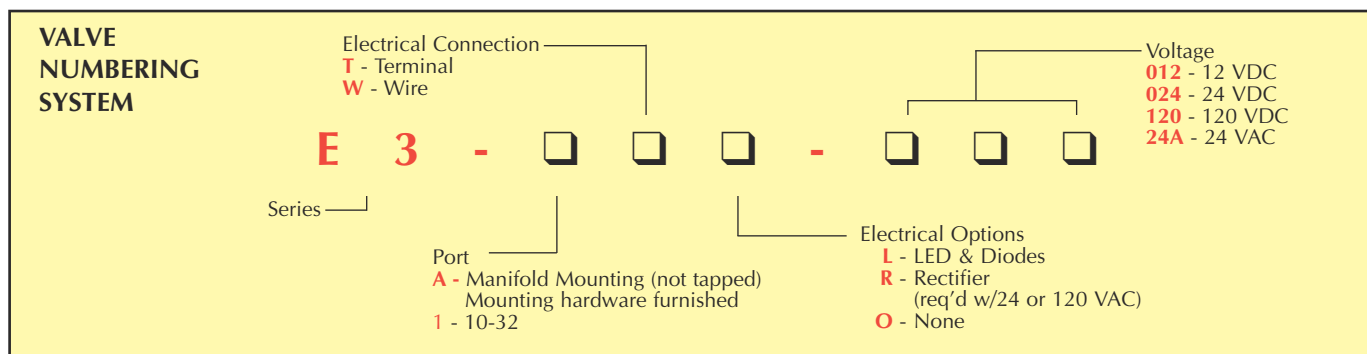 VALVE
NUMBERING
SYSTEM
Electrical Connection
T - Terminal
W - Wire
Voltage
012 - 12 VDC
024 - 24 VDC
120 - 120 VDC
24A - 24 VAC
E 3 - ❑ ❑ ❑ - ❑ ❑ ❑
Series
Port
A - Manifold Mounting (not tapped)
Mounting hardware furnished
1 - 10-32
Electrical Options
L - LED & Diodes
R - Rectifier
(req'd w/24 or 120 VAC)
O - None